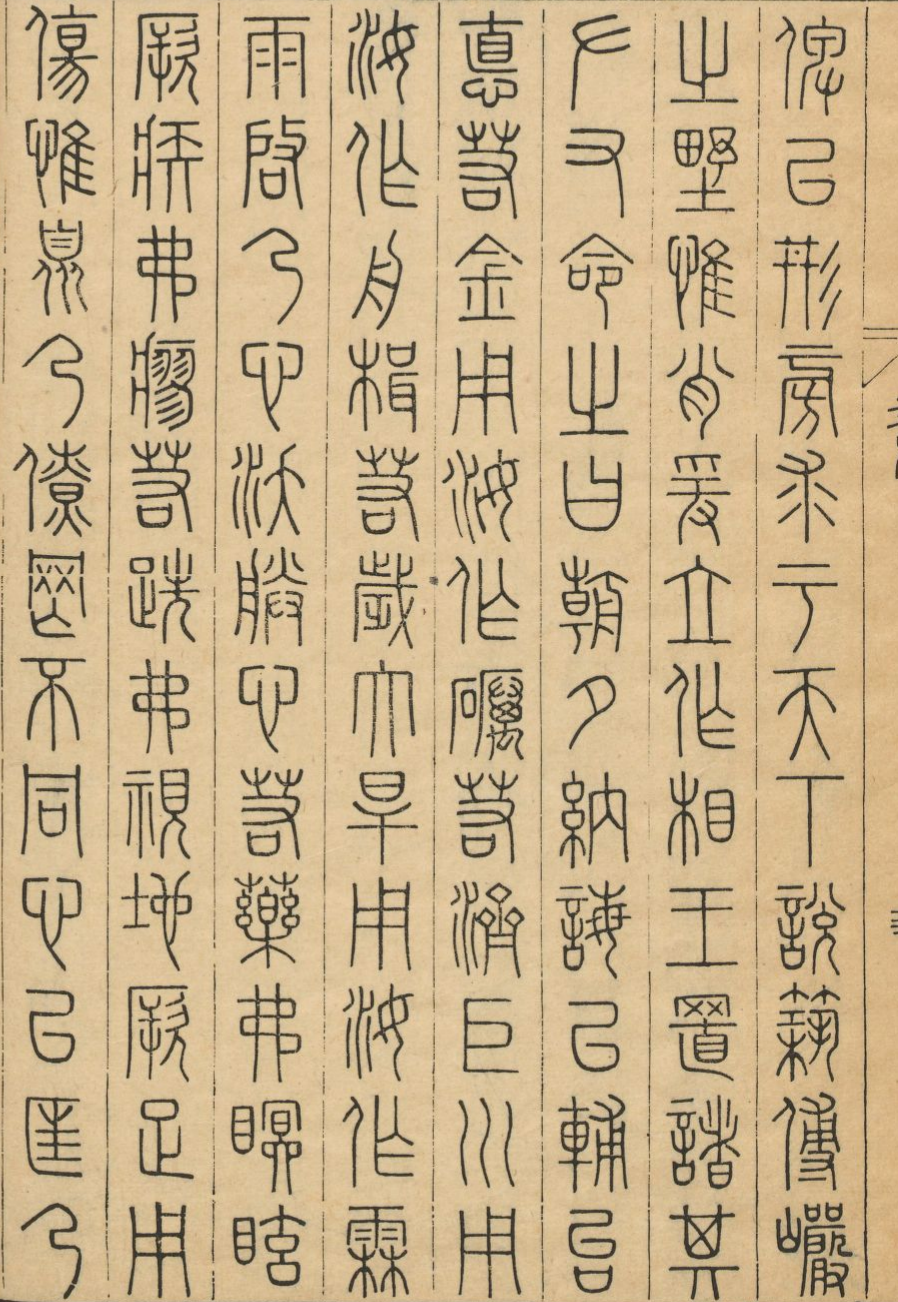 俾以形旁求于天下說築傅巖
之野惟肖爰立作相王置諸其
左右命之曰朝夕納誨以輔台
德若金用汝作礪若濟巨川用
汝作舟楫若歲大旱用汝作霖
雨啓乃心沃朕心若藥弗瞑眩
厥疾弗瘳若跣弗視地厥足用
傷惟暨乃僚罔不同心以匡乃